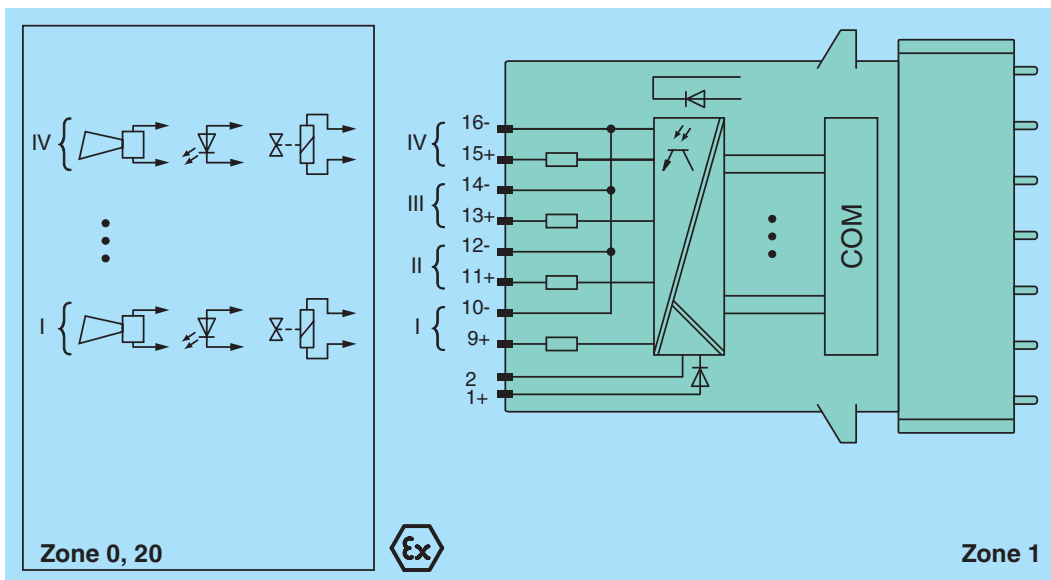 IV
I
Zone 0, 20
IV
III
II
I
16-
15+
14-
13+
12-
11+
10-
9+
2
1+
COM
Ex
Zone 1